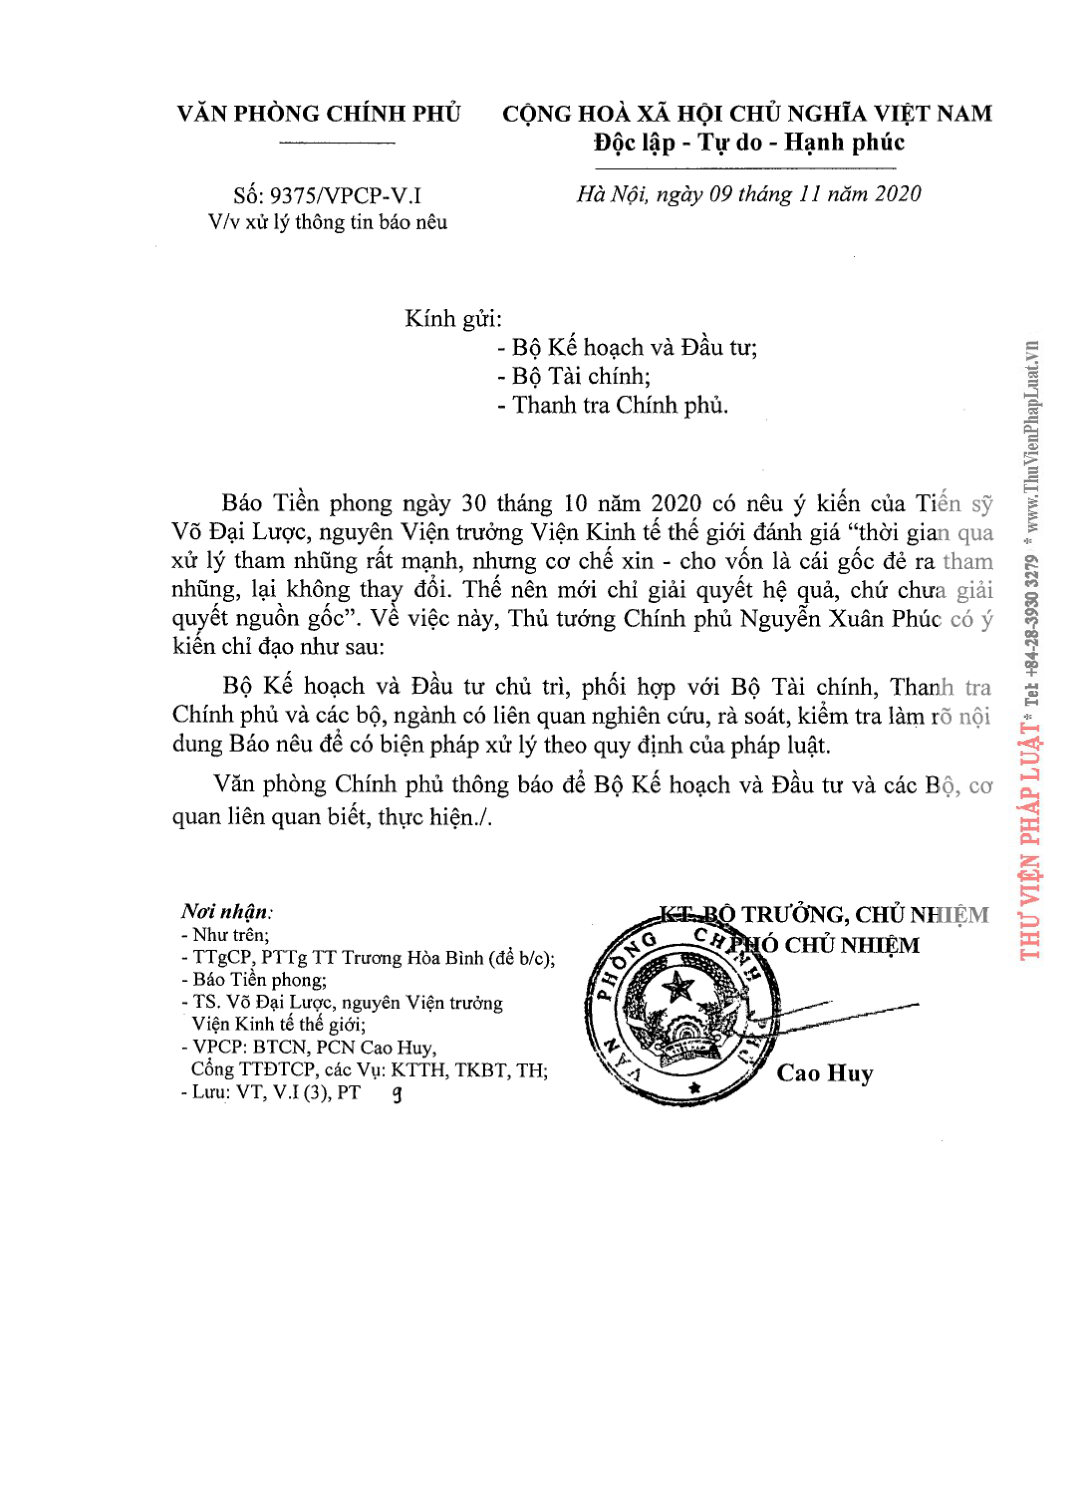 VĂN PHÒNG CHÍNH PHỦ
Số: 9375/VPCP-V.I
V/v xử lý thông tin báo nêu
CỘNG HOÀ XÃ HỘI CHỦ NGHĨA VIỆT NAM
Độc lập - Tự do - Hạnh phúc
Hà Nội, ngày 09 tháng 11 năm 2020
Kính gửi:
- Bộ Kế hoạch và Đầu tư;
- Bộ Tài chính;
- Thanh tra Chính phủ.
Báo Tiền phong ngày 30 tháng 10 năm 2020 có nêu ý kiến của Tiến sỹ
Võ Đại Lược, nguyên Viện trưởng Viện Kinh tế thế giới đánh giá “thời gian qua
xử lý tham nhũng rất mạnh, nhưng cơ chế xin - cho vốn là cái gốc đẻ ra tham
nhũng, lại không thay đổi. Thế nên mới chỉ giải quyết hệ quả, chứ chưa giải
quyết nguồn gốc”. Về việc này, Thủ tướng Chính phủ Nguyễn Xuân Phúc có ý
kiến chỉ đạo như sau:
Bộ Kế hoạch và Đầu tư chủ trì, phối hợp với Bộ Tài chính, Thanh tra
Chính phủ và các bộ, ngành có liên quan nghiên cứu, rà soát, kiểm tra làm rõ nội
dung Báo nêu để có biện pháp xử lý theo quy định của pháp luật.
Văn phòng Chính phủ thông báo để Bộ Kế hoạch và Đầu tư và các Bộ, cơ
quan liên quan biết, thực hiện./.
Nơi nhận:
- Như trên;
- TTgCP, PTTg TT Trương Hòa Bình (để b/c);
- Báo Tiền phong;
- TS. Võ Đại Lược, nguyên Viện trưởng
Viện Kinh tế thế giới;
- VPCP: BTCN, PCN Cao Huy,
Cổng TTĐTCP, các Vụ: KTTH, TKBT, TH;
- Lưu: VT, V.I (3), PT 9
KT. BỘ TRƯỞNG, CHỦ NHIỆM
PHÓ CHỦ NHIỆM
VĂN PHÒNG CHÍNH PHỦ
Cao Huy
THƯ VIỆN PHÁP LUẬT * Tel: +84-28-3930 3279 * www.ThuVienPhapLuat.vn